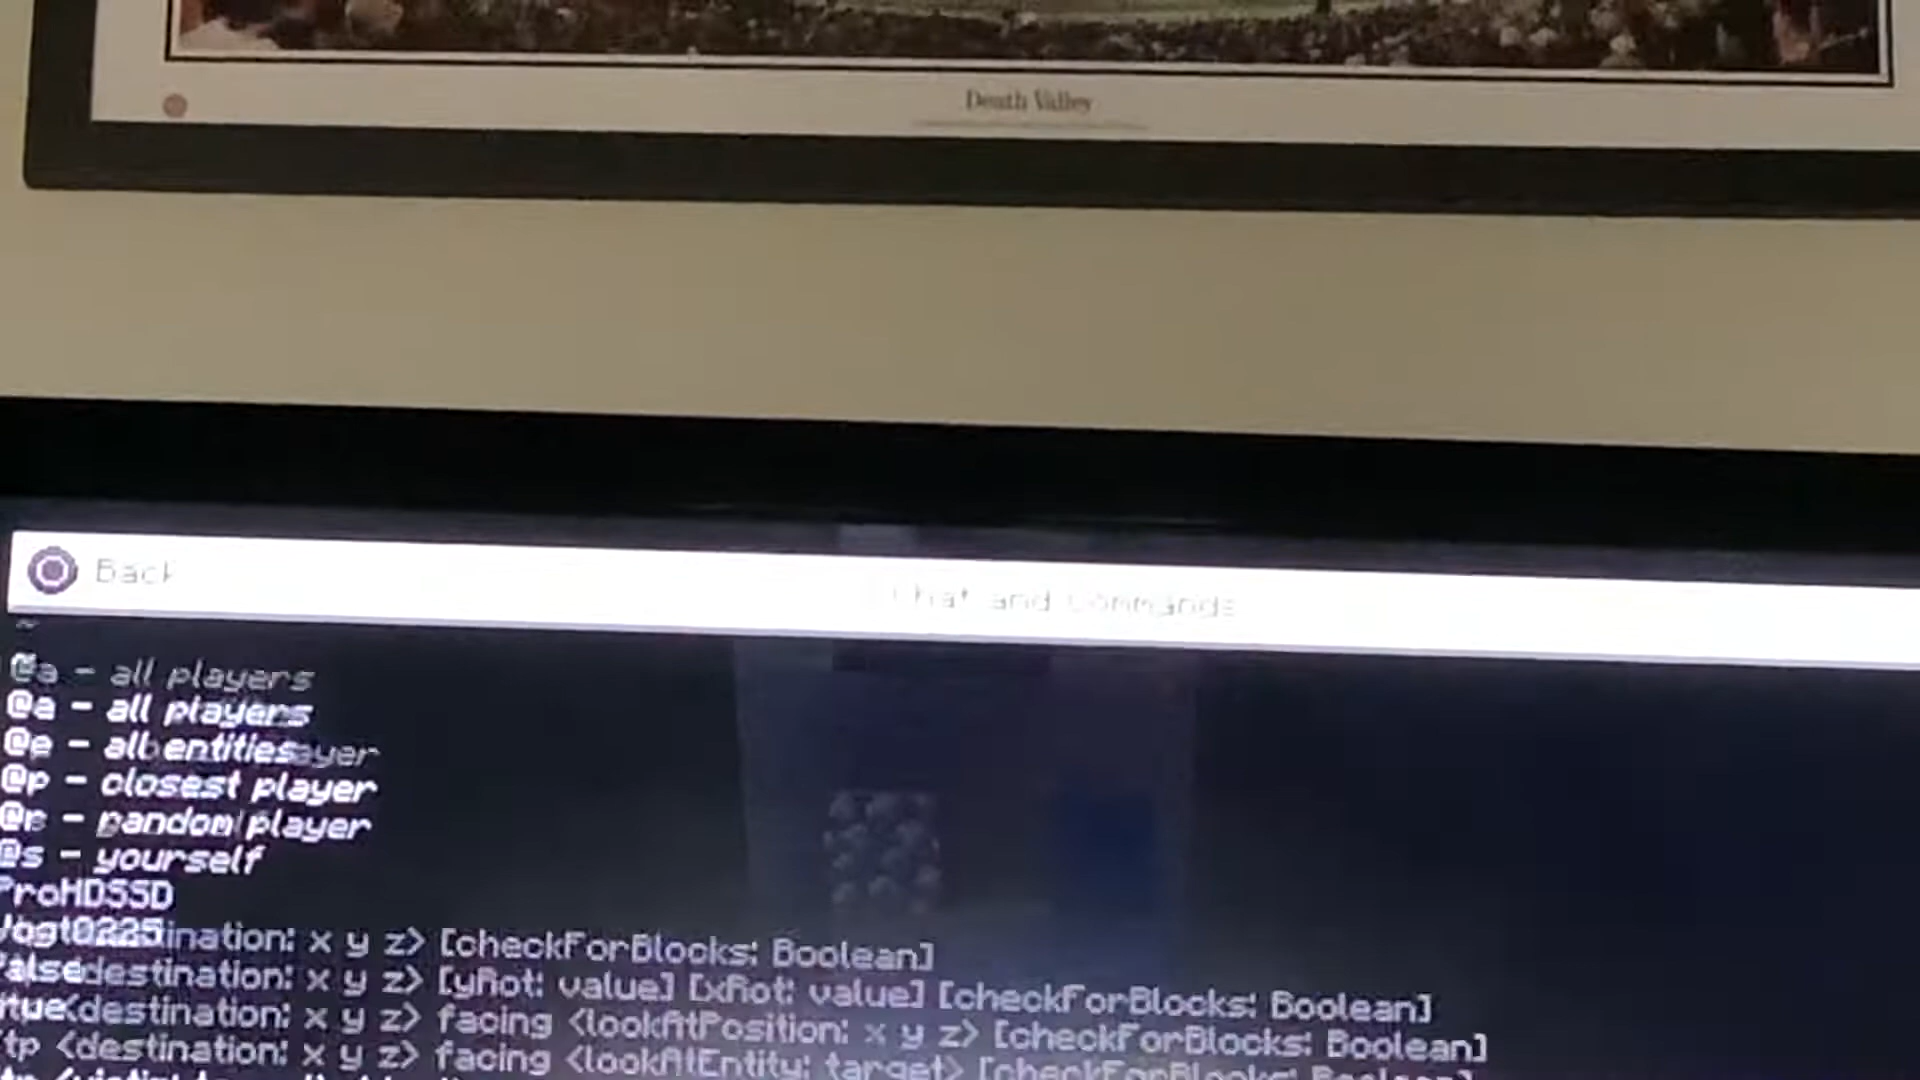 Death Valley
Back
Chat and Commands
~
@a - all players
@a - all players
@e - all entities
@p - closest player
@r - random player
@s - yourself
ProHDSSD
destination: x y z> [checkForBlocks: Boolean]
<destination: x y z> [yRot: value] [xRot: value] [checkForBlocks: Boolean]
<destination: x y z> facing <lookAtPosition: x y z> [checkForBlocks: Boolean]
tp <destination: x y z> facing <lookAtEntity: target> [checkForBlocks: Boolean]